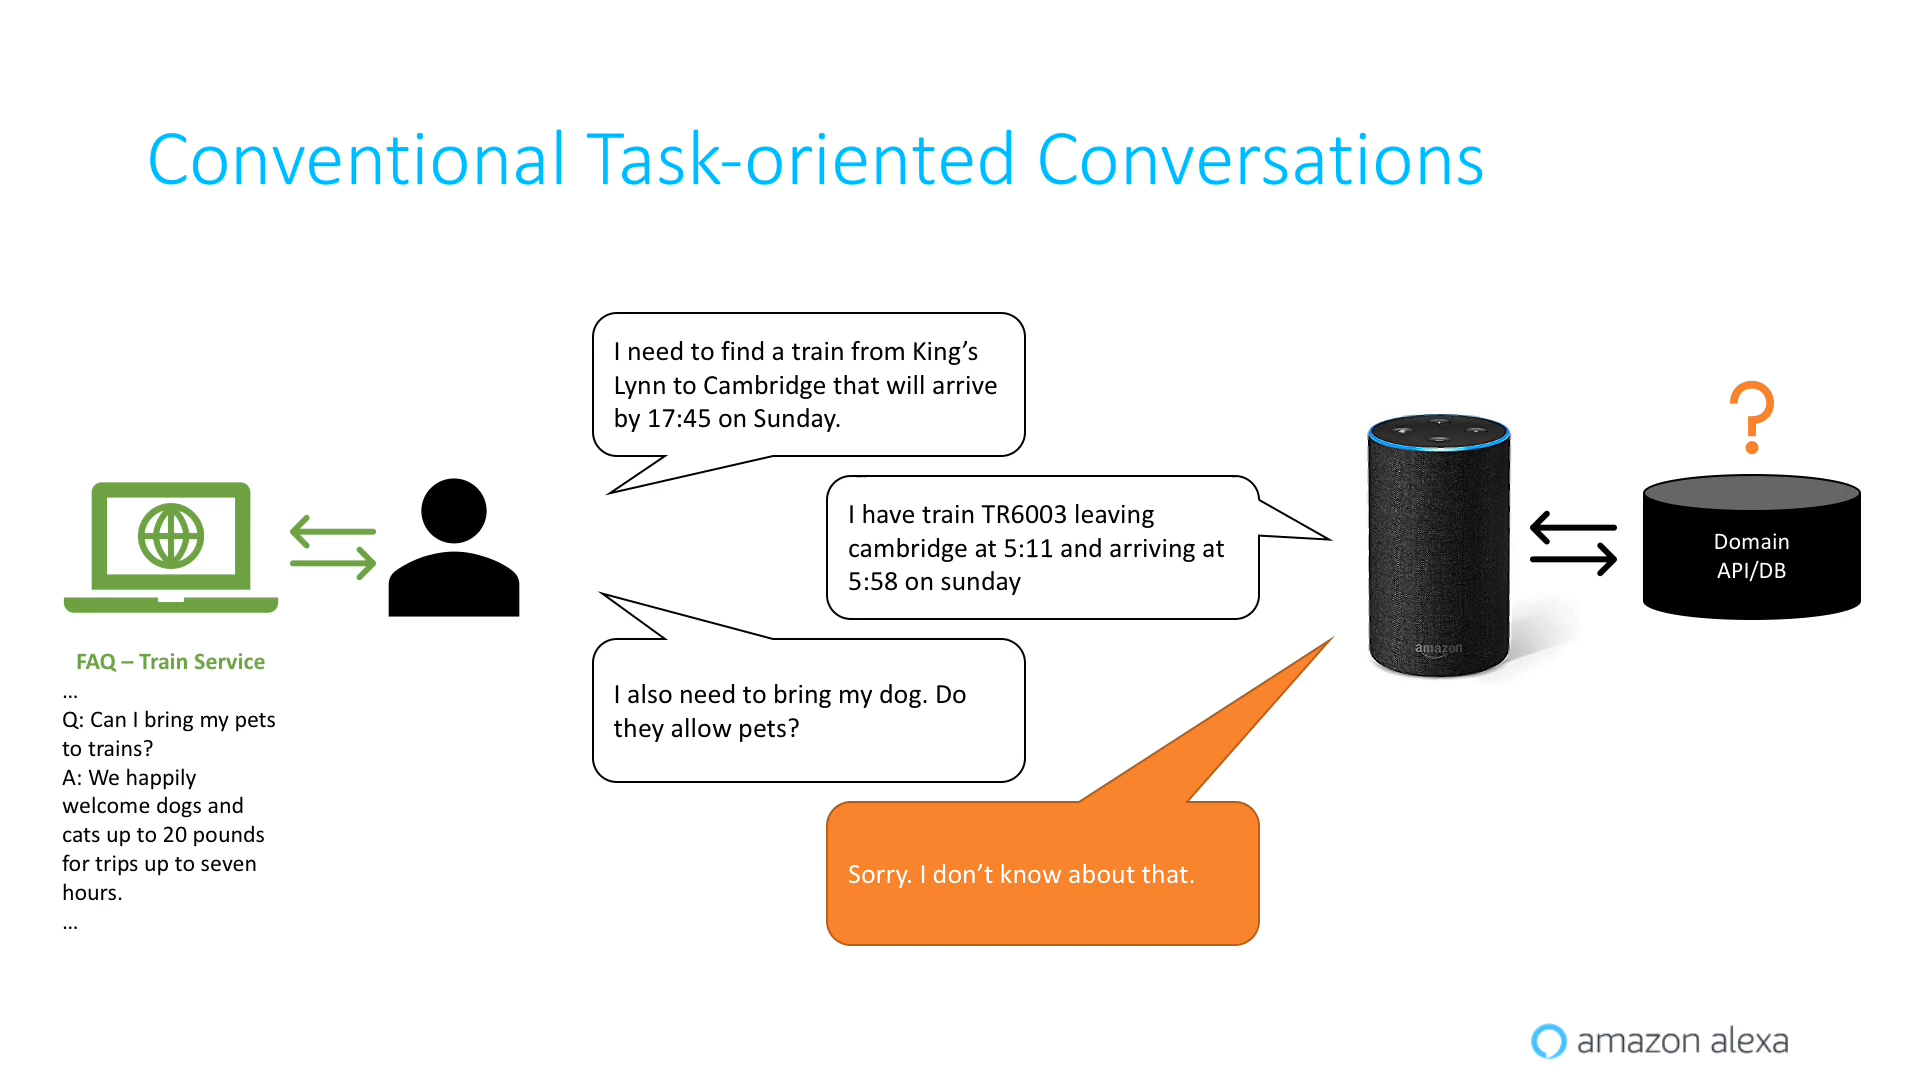 Conventional Task-oriented Conversations
I need to find a train from King’s
Lynn to Cambridge that will arrive
by 17:45 on Sunday.
I have train TR6003 leaving
cambridge at 5:11 and arriving at
5:58 on sunday
I also need to bring my dog. Do
they allow pets?
Sorry. I don’t know about that.
FAQ – Train Service
...
Q: Can I bring my pets
to trains?
A: We happily
welcome dogs and
cats up to 20 pounds
for trips up to seven
hours.
...
amazon
Domain
API/DB
?
amazon alexa